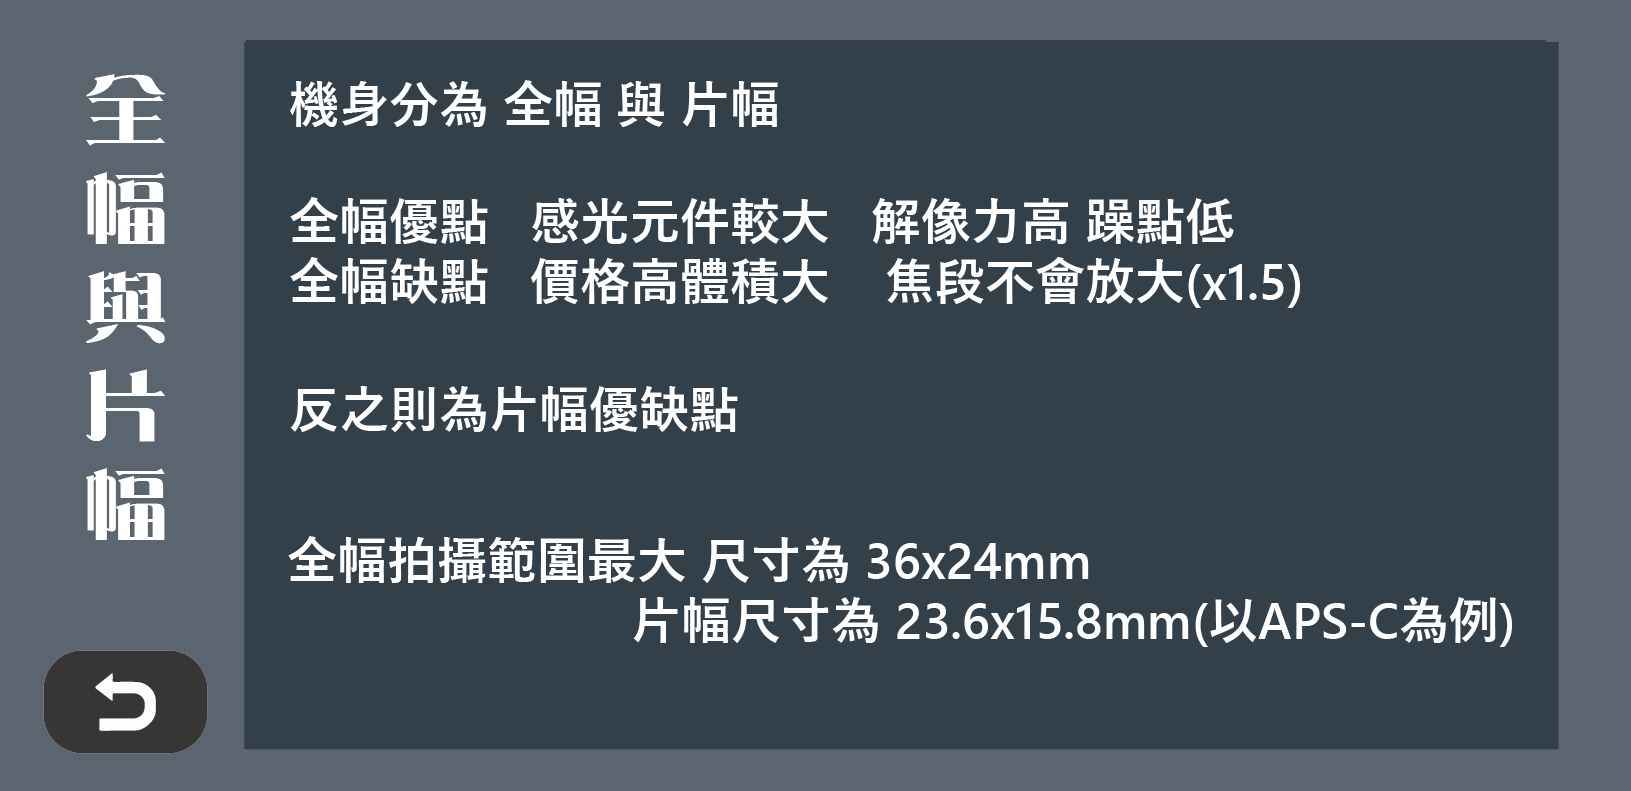 全幅與片幅
機身分為 全幅 與 片幅
全幅優點 感光元件較大 解像力高 躁點低
全幅缺點 價格高體積大 焦段不會放大(x1.5)
反之則為片幅優缺點
全幅拍攝範圍最大 尺寸為 36x24mm
片幅尺寸為 23.6x15.8mm(以APS-C為例)